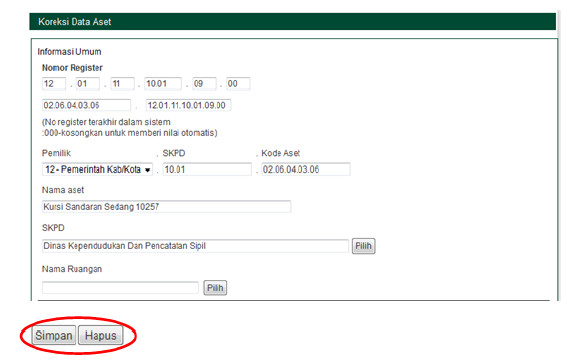 Koreksi Data Aset
Informasi Umum
Nomor Register
12 . 01 . 11 . 10.01 . 09 . 00
02.06.04.03.06 . 12.01.11.10.01.09.00
(No register terakhir dalam sistem
:000-kosongkan untuk memberi nilai otomatis)
Pemilik . SKPD . Kode Aset
12 - Pemerintah Kab/Kota . 10.01 . 02.06.04.03.06
Nama aset
Kursi Sandaran Sedang 10257
SKPD
Dinas Kependudukan Dan Pencatatan Sipil Pilih
Nama Ruangan
Pilih
Simpan Hapus